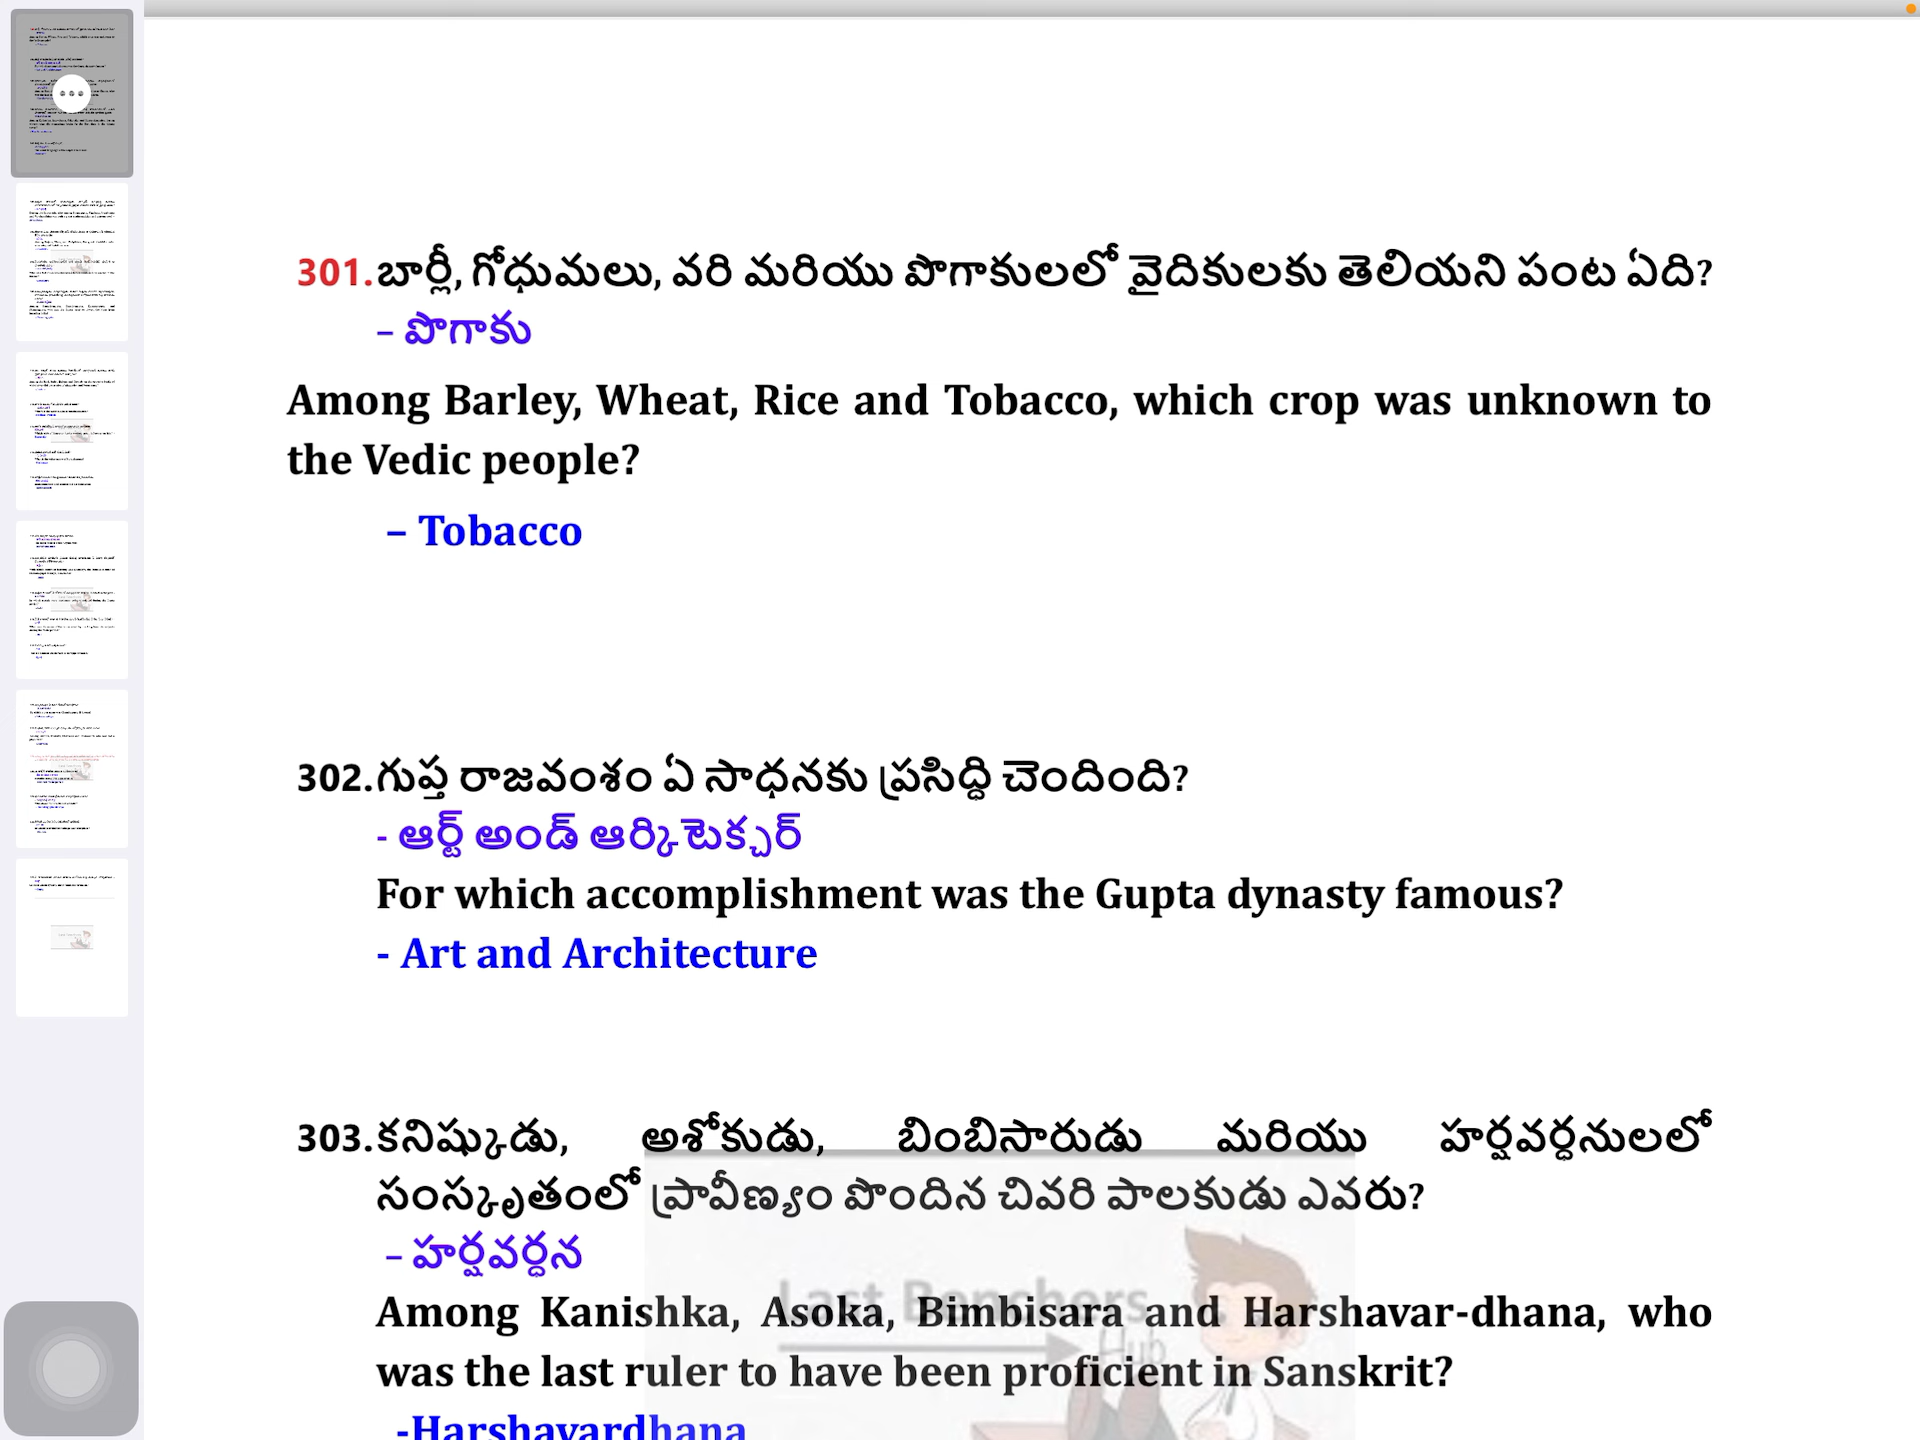 301.బార్లీ, గోధుమలు, వరి మరియు పొగాకులలో వైదికులకు తెలియని పంట ఏది?
– పొగాకు
Among Barley, Wheat, Rice and Tobacco, which crop was unknown to
the Vedic people?
– Tobacco
302.గుప్త రాజవంశం ఏ సాధనకు ప్రసిద్ధి చెందింది?
- ఆర్ట్ అండ్ ఆర్కిటెక్చర్
For which accomplishment was the Gupta dynasty famous?
- Art and Architecture
303.కనిష్కుడు, అశోకుడు, బింబిసారుడు మరియు హర్షవర్ధనులలో
సంస్కృతంలో ప్రావీణ్యం పొందిన చివరి పాలకుడు ఎవరు?
– హర్షవర్ధన
Among Kanishka, Asoka, Bimbisara and Harshavar-dhana, who
was the last ruler to have been proficient in Sanskrit?
-Harshavardhana
Last Benchers
Hub